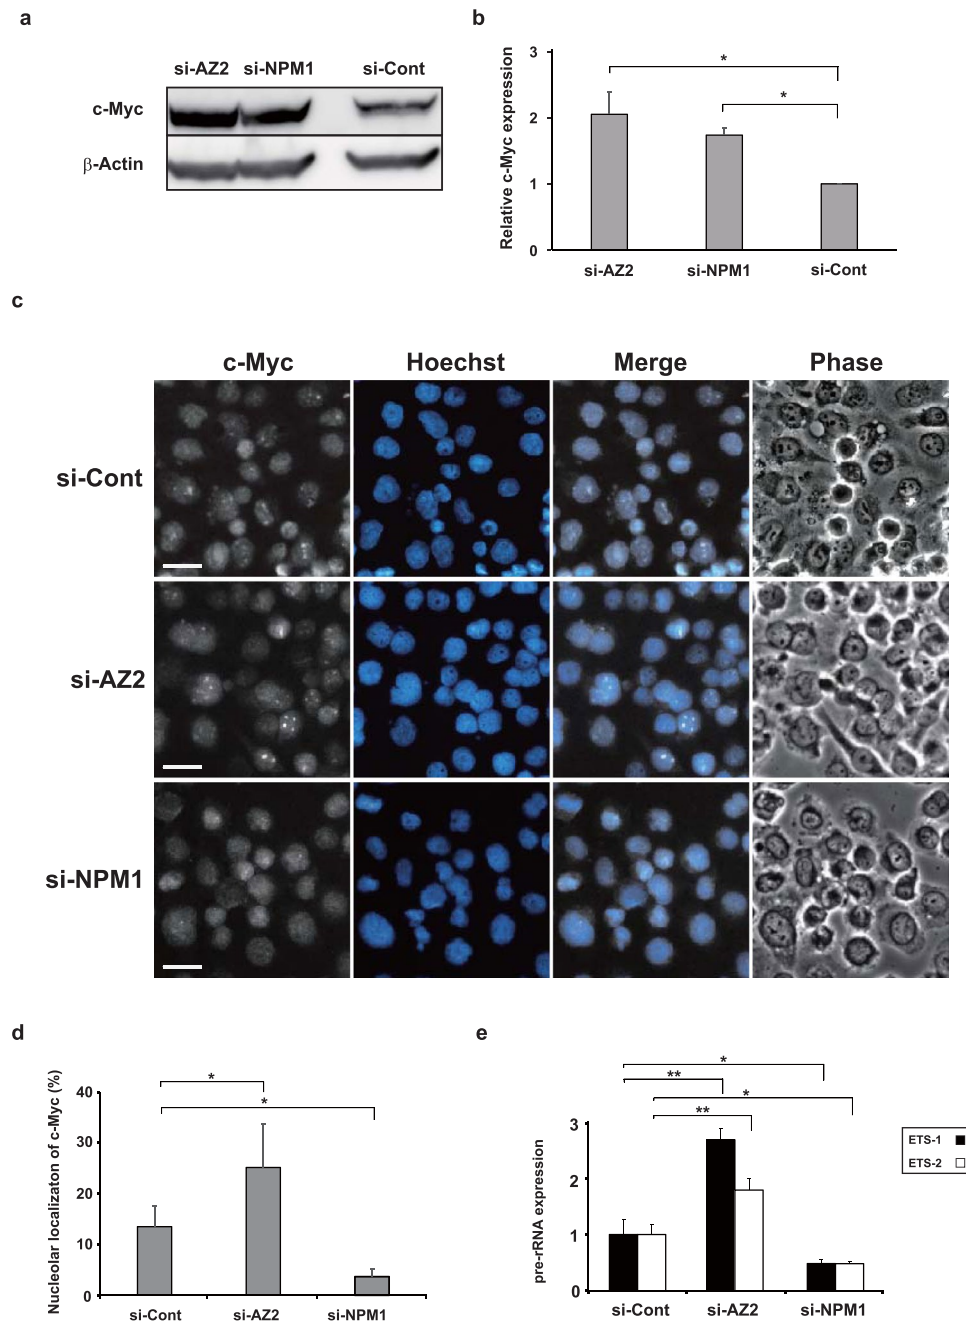 a
si-AZ2 si-NPM1 si-Cont
c-Myc
β-Actin
b
Relative c-Myc expression
3
2
1
0
*
*
si-AZ2 si-NPM1 si-Cont
c
c-Myc Hoechst Merge Phase
si-Cont
si-AZ2
si-NPM1
d
Nucleolar localizaton of c-Myc (%)
40
30
20
10
0
*
*
si-Cont si-AZ2 si-NPM1
e
pre-rRNA expression
3
2
1
0
*
**
*
**
ETS-1
ETS-2
si-Cont si-AZ2 si-NPM1